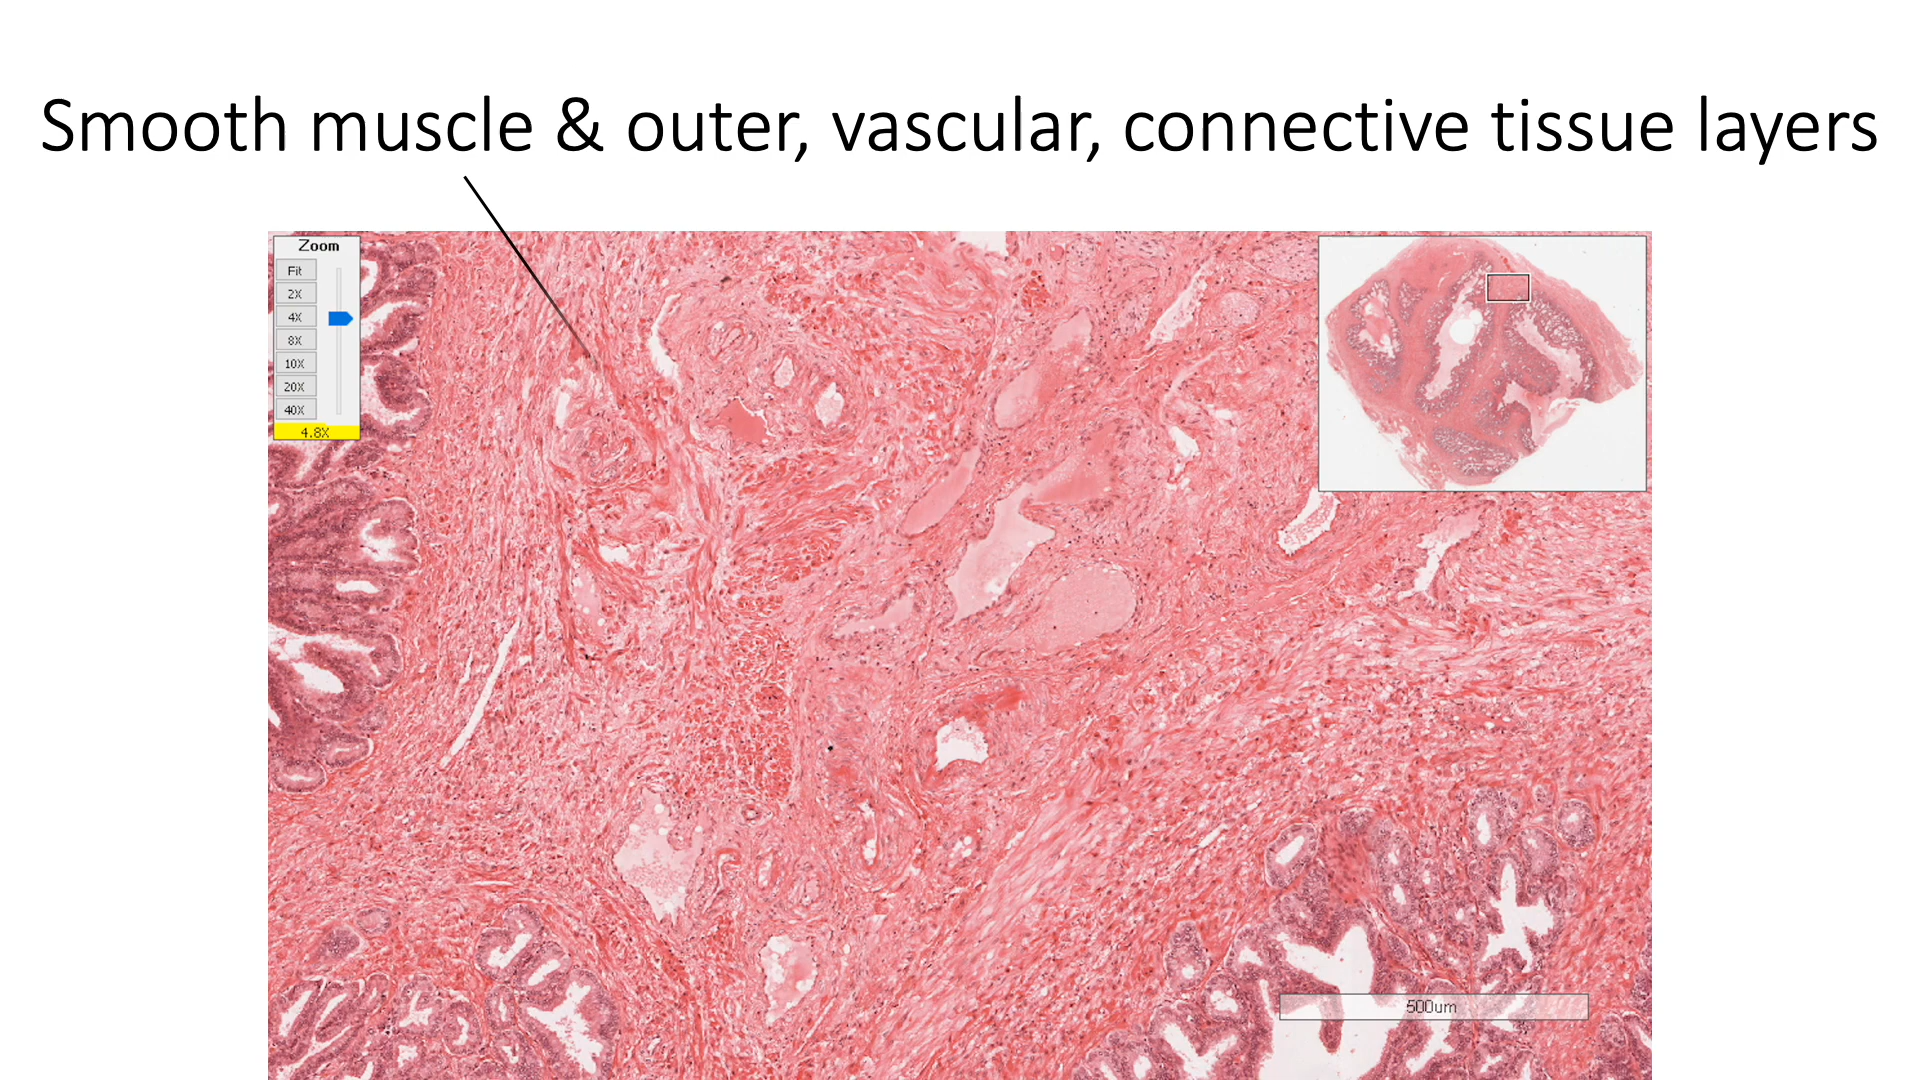 Smooth muscle & outer, vascular, connective tissue layers
Zoom
Fit
2X
4X
8X
10X
20X
40X
4.8X
500um